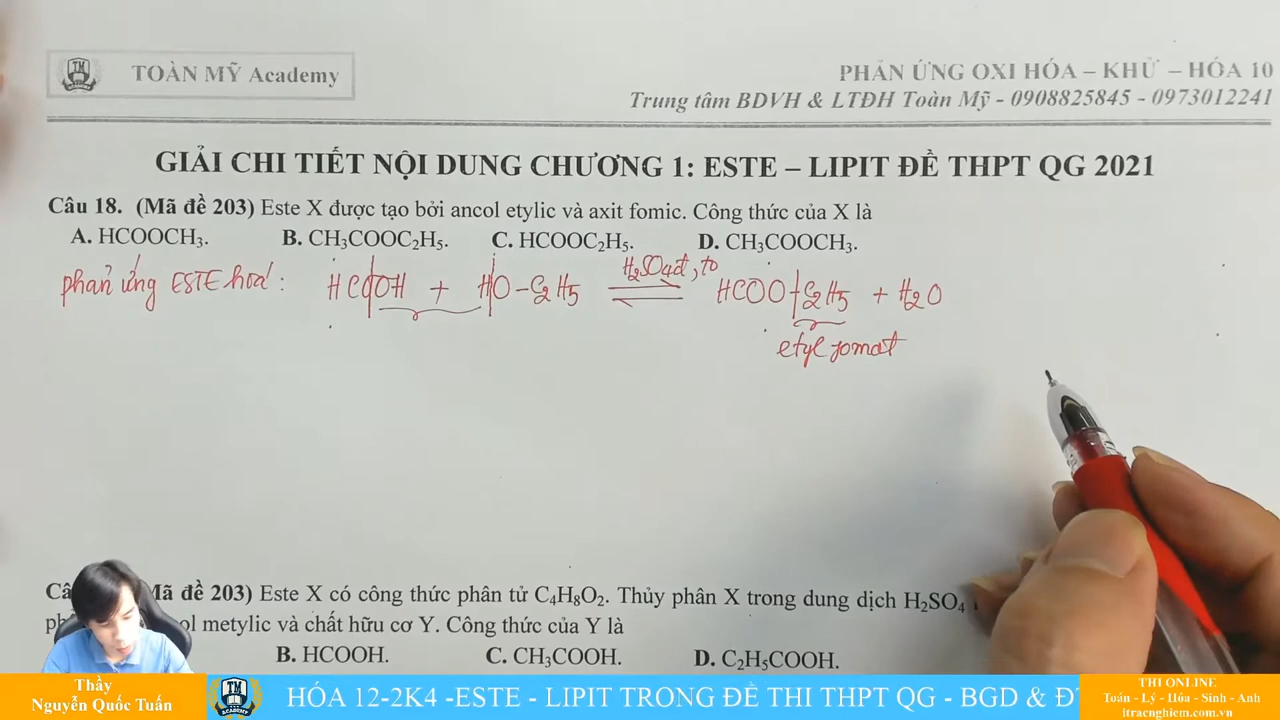 TOÀN MỸ Academy
PHẢN ỨNG OXI HÓA – KHỬ – HÓA 10
Trung tâm BDVH & LTĐH Toàn Mỹ - 0908825845 - 0973012241
GIẢI CHI TIẾT NỘI DUNG CHƯƠNG 1: ESTE – LIPIT ĐỀ THPT QG 2021
Câu 18. (Mã đề 203) Este X được tạo bởi ancol etylic và axit fomic. Công thức của X là
A. HCOOCH₃. B. CH₃COOC₂H₅. C. HCOOC₂H₅. D. CH₃COOCH₃.
phản ứng ESTE hoá: HCOOH + HO-C₂H₅ ⇌ HCOO C₂H₅ + H₂O
H₂SO₄đ, to
etyl fomat
Mã đề 203) Este X có công thức phân tử C₄H₈O₂. Thủy phân X trong dung dịch H₂SO₄
ol metylic và chất hữu cơ Y. Công thức của Y là
B. HCOOH. C. CH₃COOH. D. C₂H₅COOH.
Thầy
Nguyễn Quốc Tuấn
TM
ACADEMY
HÓA 12-2K4 -ESTE - LIPIT TRONG ĐỀ THI THPT QG - BGD & ĐT
THI ONLINE
Toán - Lý - Hóa - Sinh - Anh
itracnghiem.com.vn